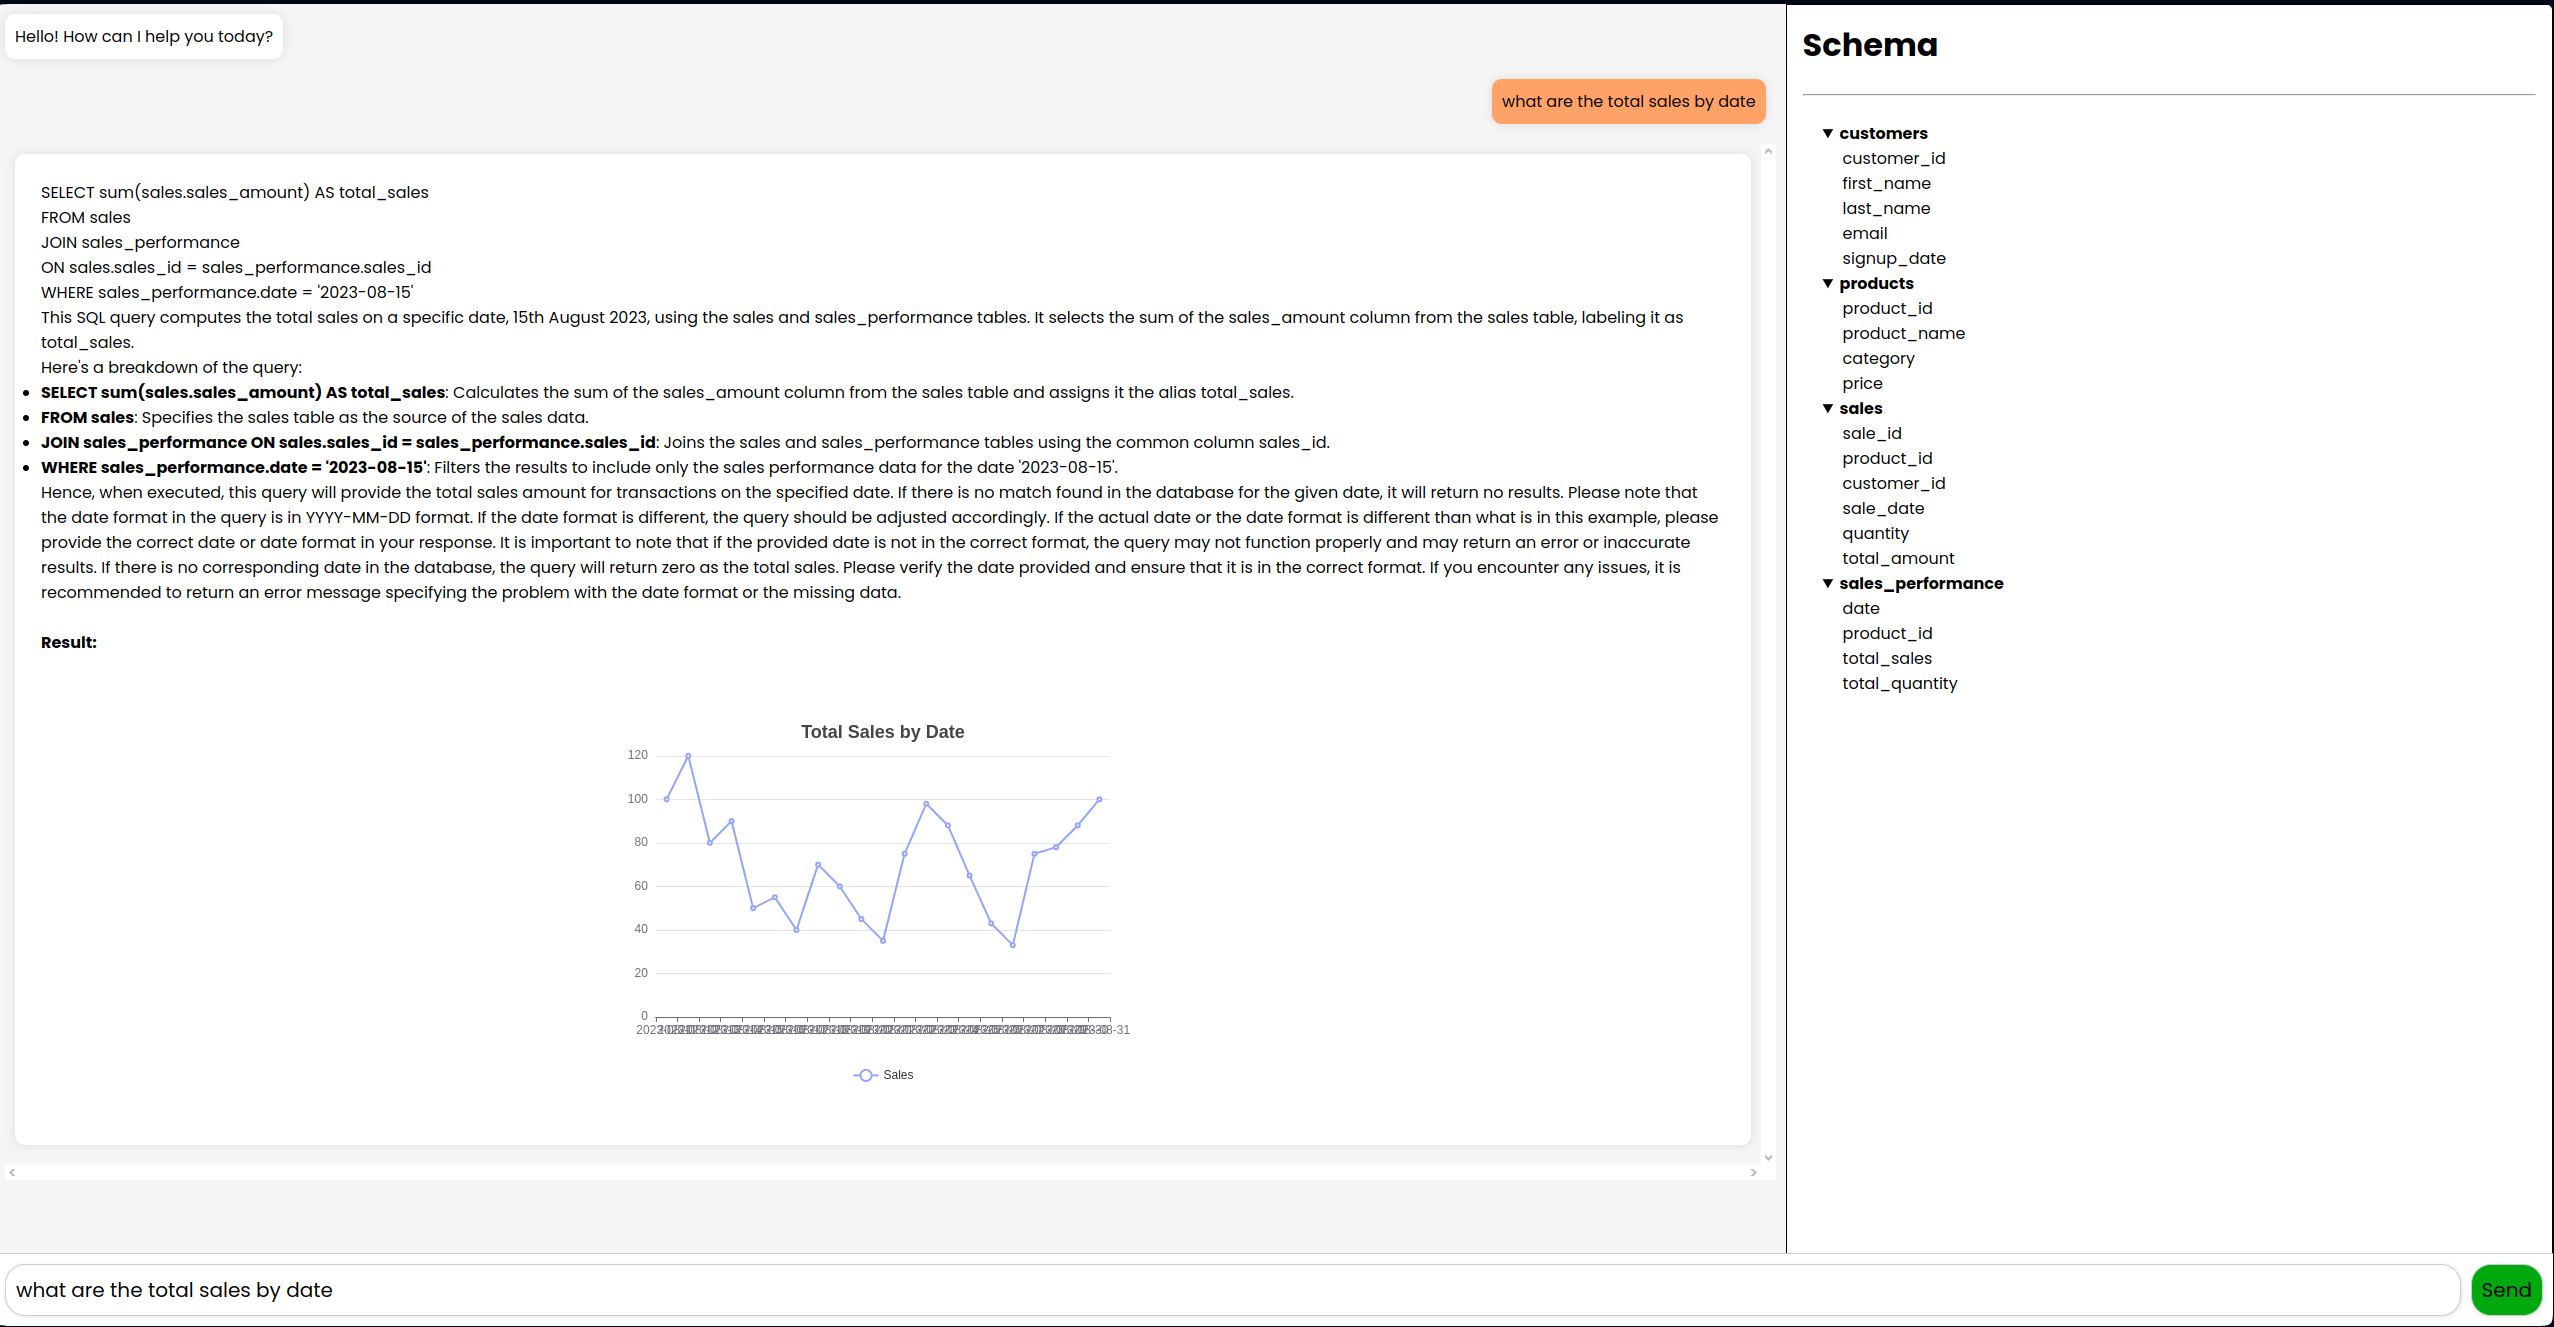 Hello! How can I help you today?
what are the total sales by date
SELECT sum(sales.sales_amount) AS total_sales
FROM sales
JOIN sales_performance
ON sales.sales_id = sales_performance.sales_id
WHERE sales_performance.date = '2023-08-15'
This SQL query computes the total sales on a specific date, 15th August 2023, using the sales and sales_performance tables. It selects the sum of the sales_amount column from the sales table, labeling it as
total_sales.
Here's a breakdown of the query:
SELECT sum(sales.sales_amount) AS total_sales: Calculates the sum of the sales_amount column from the sales table and assigns it the alias total_sales.
FROM sales: Specifies the sales table as the source of the sales data.
JOIN sales_performance ON sales.sales_id = sales_performance.sales_id: Joins the sales and sales_performance tables using the common column sales_id.
WHERE sales_performance.date = '2023-08-15': Filters the results to include only the sales performance data for the date '2023-08-15'.
Hence, when executed, this query will provide the total sales amount for transactions on the specified date. If there is no match found in the database for the given date, it will return no results. Please note that
the date format in the query is in YYYY-MM-DD format. If the date format is different, the query should be adjusted accordingly. If the actual date or the date format is different than what is in this example, please
provide the correct date or date format in your response. It is important to note that if the provided date is not in the correct format, the query may not function properly and may return an error or inaccurate
results. If there is no corresponding date in the database, the query will return zero as the total sales. Please verify the date provided and ensure that it is in the correct format. If you encounter any issues, it is
recommended to return an error message specifying the problem with the date format or the missing data.
Result:
Total Sales by Date
120
100
80
60
40
20
0
Sales
what are the total sales by date
Send
Schema
customers
customer_id
first_name
last_name
email
signup_date
products
product_id
product_name
category
price
sales
sale_id
product_id
customer_id
sale_date
quantity
total_amount
sales_performance
date
product_id
total_sales
total_quantity